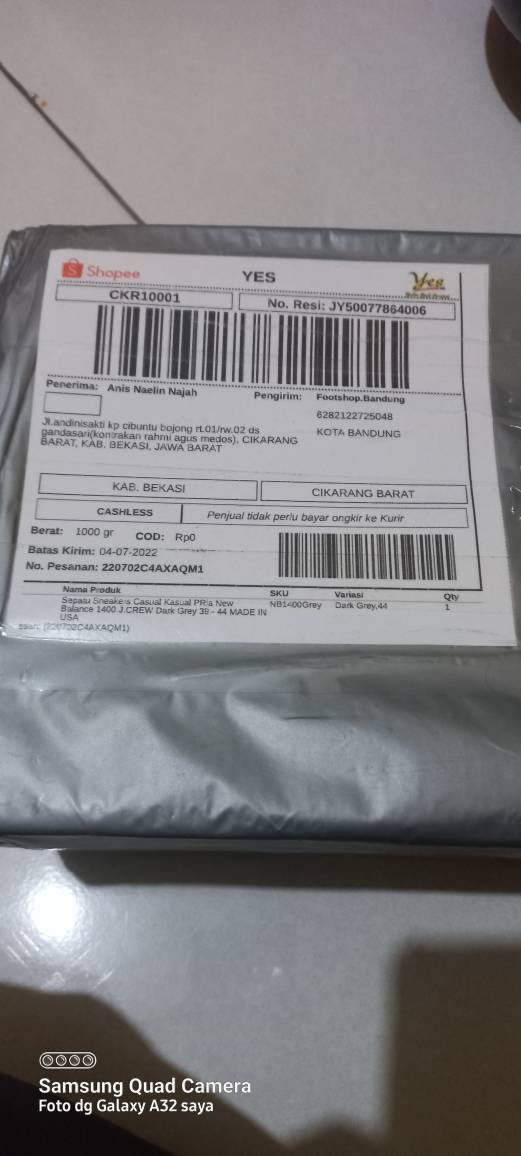 Shopee
YES
Yes
CKR10001
No. Resi: JY50077864006
Penerima: Anis Naelin Najah
Pengirim: Footshop.Bandung
6282122725048
KOTA BANDUNG
Jl.andinisakti kp cibuntu bojong rt.01/rw.02 ds
gandasari(kontrakan rahmi agus medos), CIKARANG
BARAT, KAB. BEKASI, JAWA BARAT
KAB. BEKASI
CIKARANG BARAT
CASHLESS
Penjual tidak perlu bayar ongkir ke Kurir
Berat: 1000 gr
COD: Rp0
Batas Kirim: 04-07-2022
No. Pesanan: 220702C4AXAQM1
Nama Produk SKU Variasi Qty
Sepatu Sneakers Casual Kasual PRia New NB1400Grey Dark Grey,44 1
Balance 1400 J.CREW Dark Grey 39 - 44 MADE IN
USA
(220702C4AXAQM1)
Samsung Quad Camera
Foto dg Galaxy A32 saya